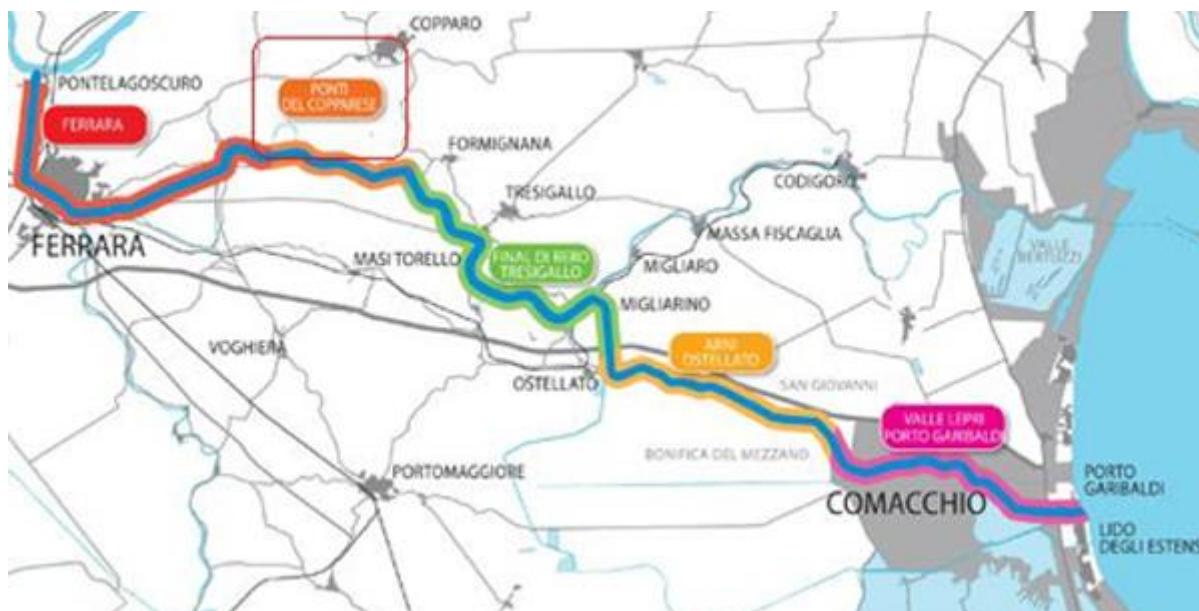 COPPARO
PONTELAGOSCURO
PONTI
DEL COPPARESE
FERRARA
FORMIGNANA
TRESIGALLO
CODIGORO
FERRARA
MASI TORELLO
FINAL DI RERO
TRESIGALLO
MASSA FISCAGLIA
MIGLIARO
VALLE
BERTUZZI
MIGLIARINO
VOGHIERA
ARNI
OSTELLATO
OSTELLATO
SAN GIOVANNI
VALLE LEPRI
PORTO GARIBALDI
BONIFICA DEL MEZZANO
PORTOMAGGIORE
PORTO
GARIBALDI
COMACCHIO
LIDO
DEGLI ESTENS